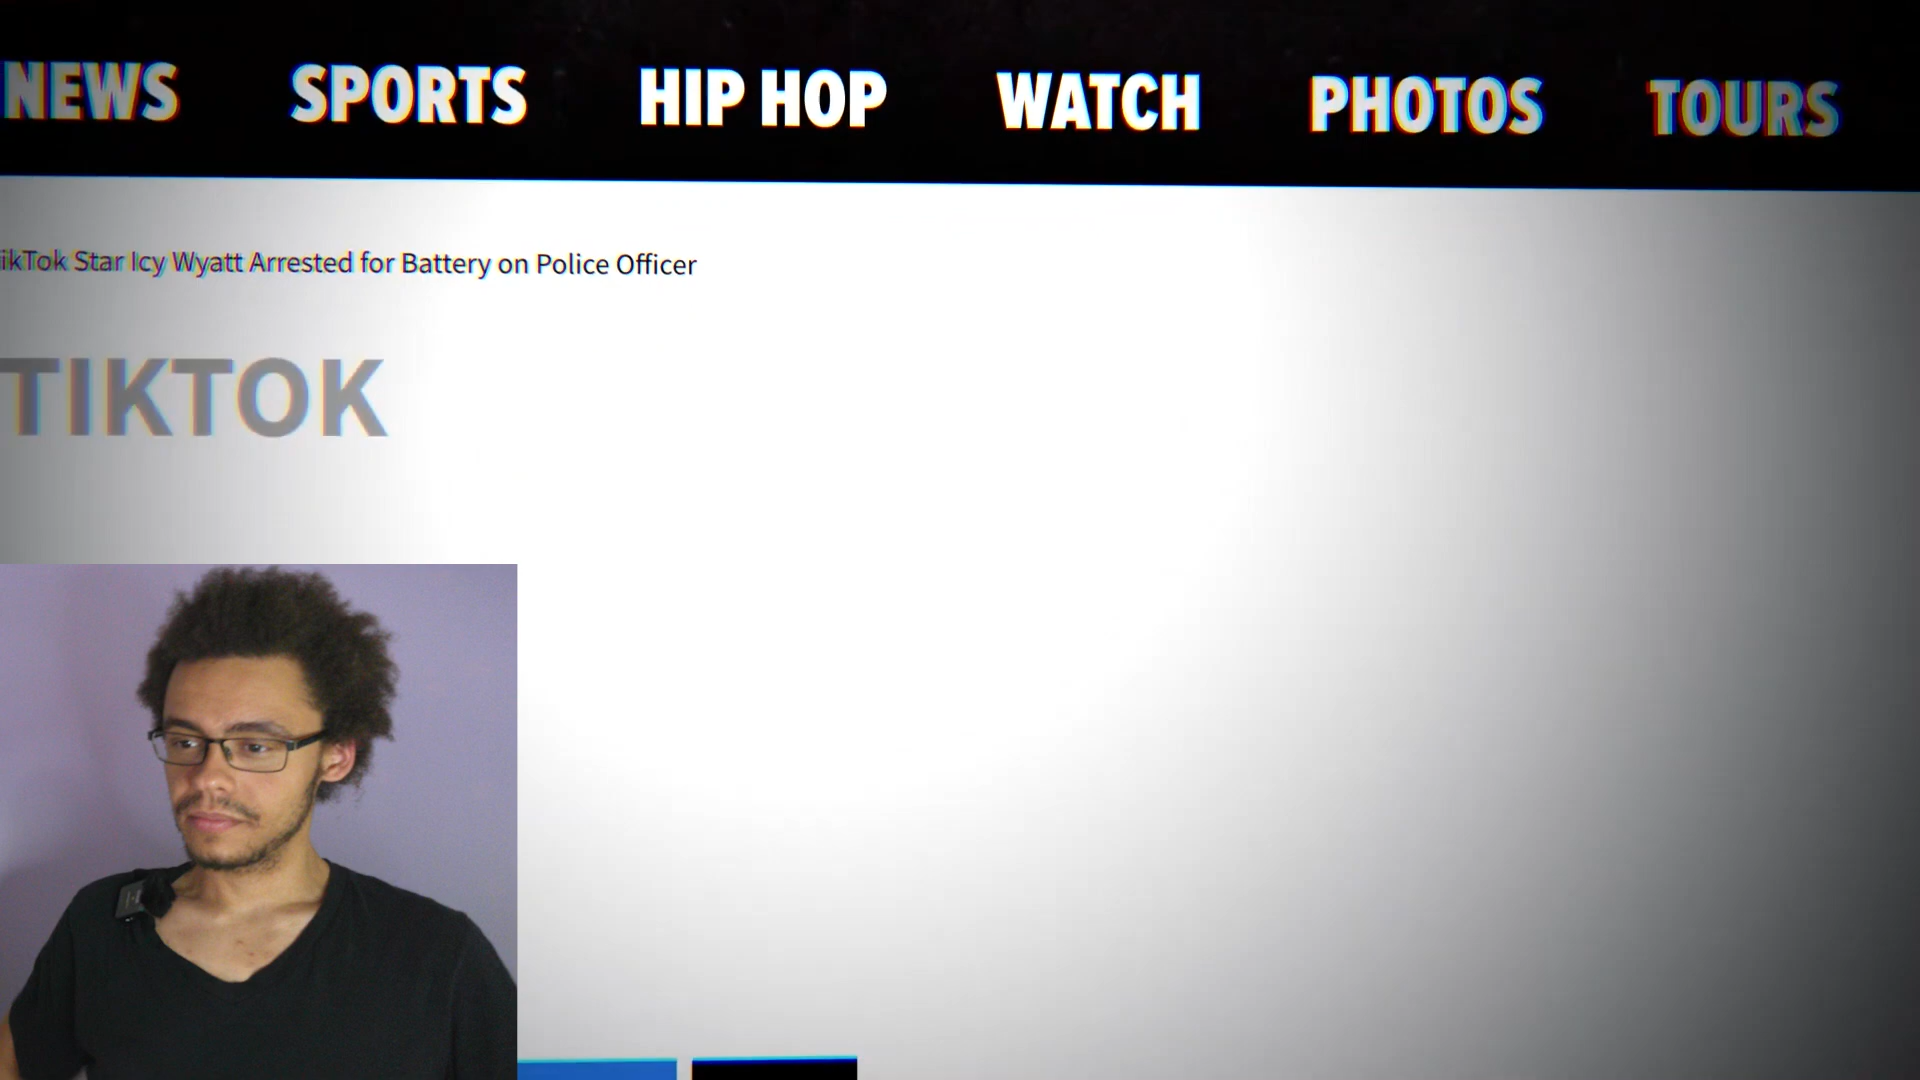 NEWS SPORTS HIP HOP WATCH PHOTOS TOURS
ikTok Star Icy Wyatt Arrested for Battery on Police Officer
TIKTOK